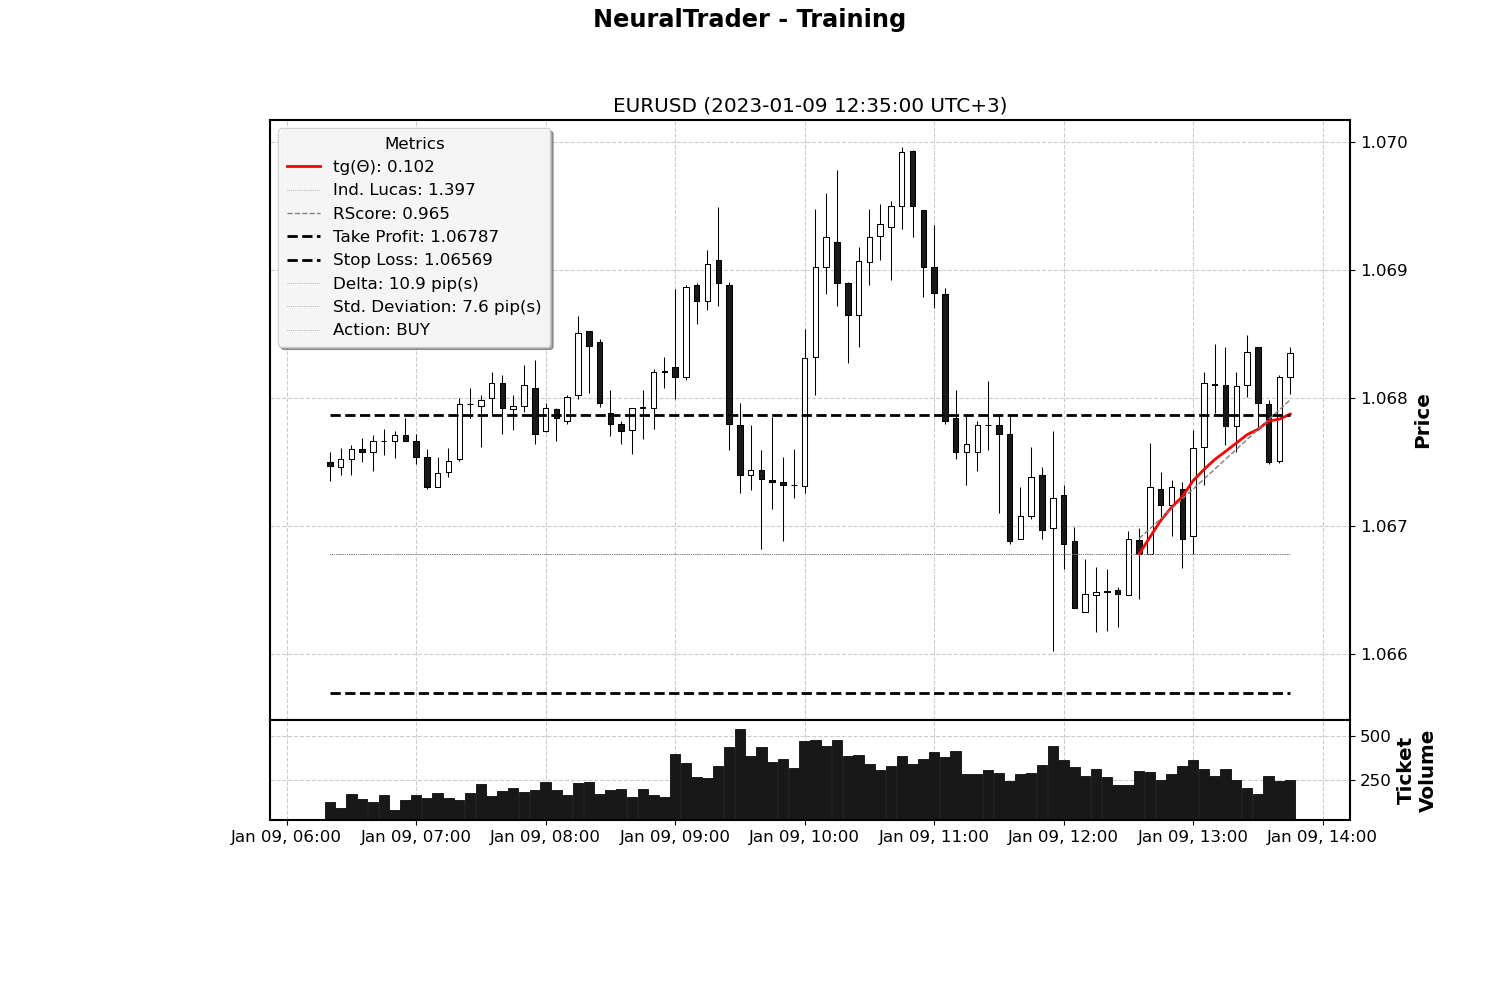 NeuralTrader - Training
EURUSD (2023-01-09 12:35:00 UTC+3)
Metrics
tg(Θ): 0.102
Ind. Lucas: 1.397
RScore: 0.965
Take Profit: 1.06787
Stop Loss: 1.06569
Delta: 10.9 pip(s)
Std. Deviation: 7.6 pip(s)
Action: BUY
1.070
1.069
1.068
1.067
1.066
Price
500
250
Ticket
Volume
Jan 09, 06:00
Jan 09, 07:00
Jan 09, 08:00
Jan 09, 09:00
Jan 09, 10:00
Jan 09, 11:00
Jan 09, 12:00
Jan 09, 13:00
Jan 09, 14:00